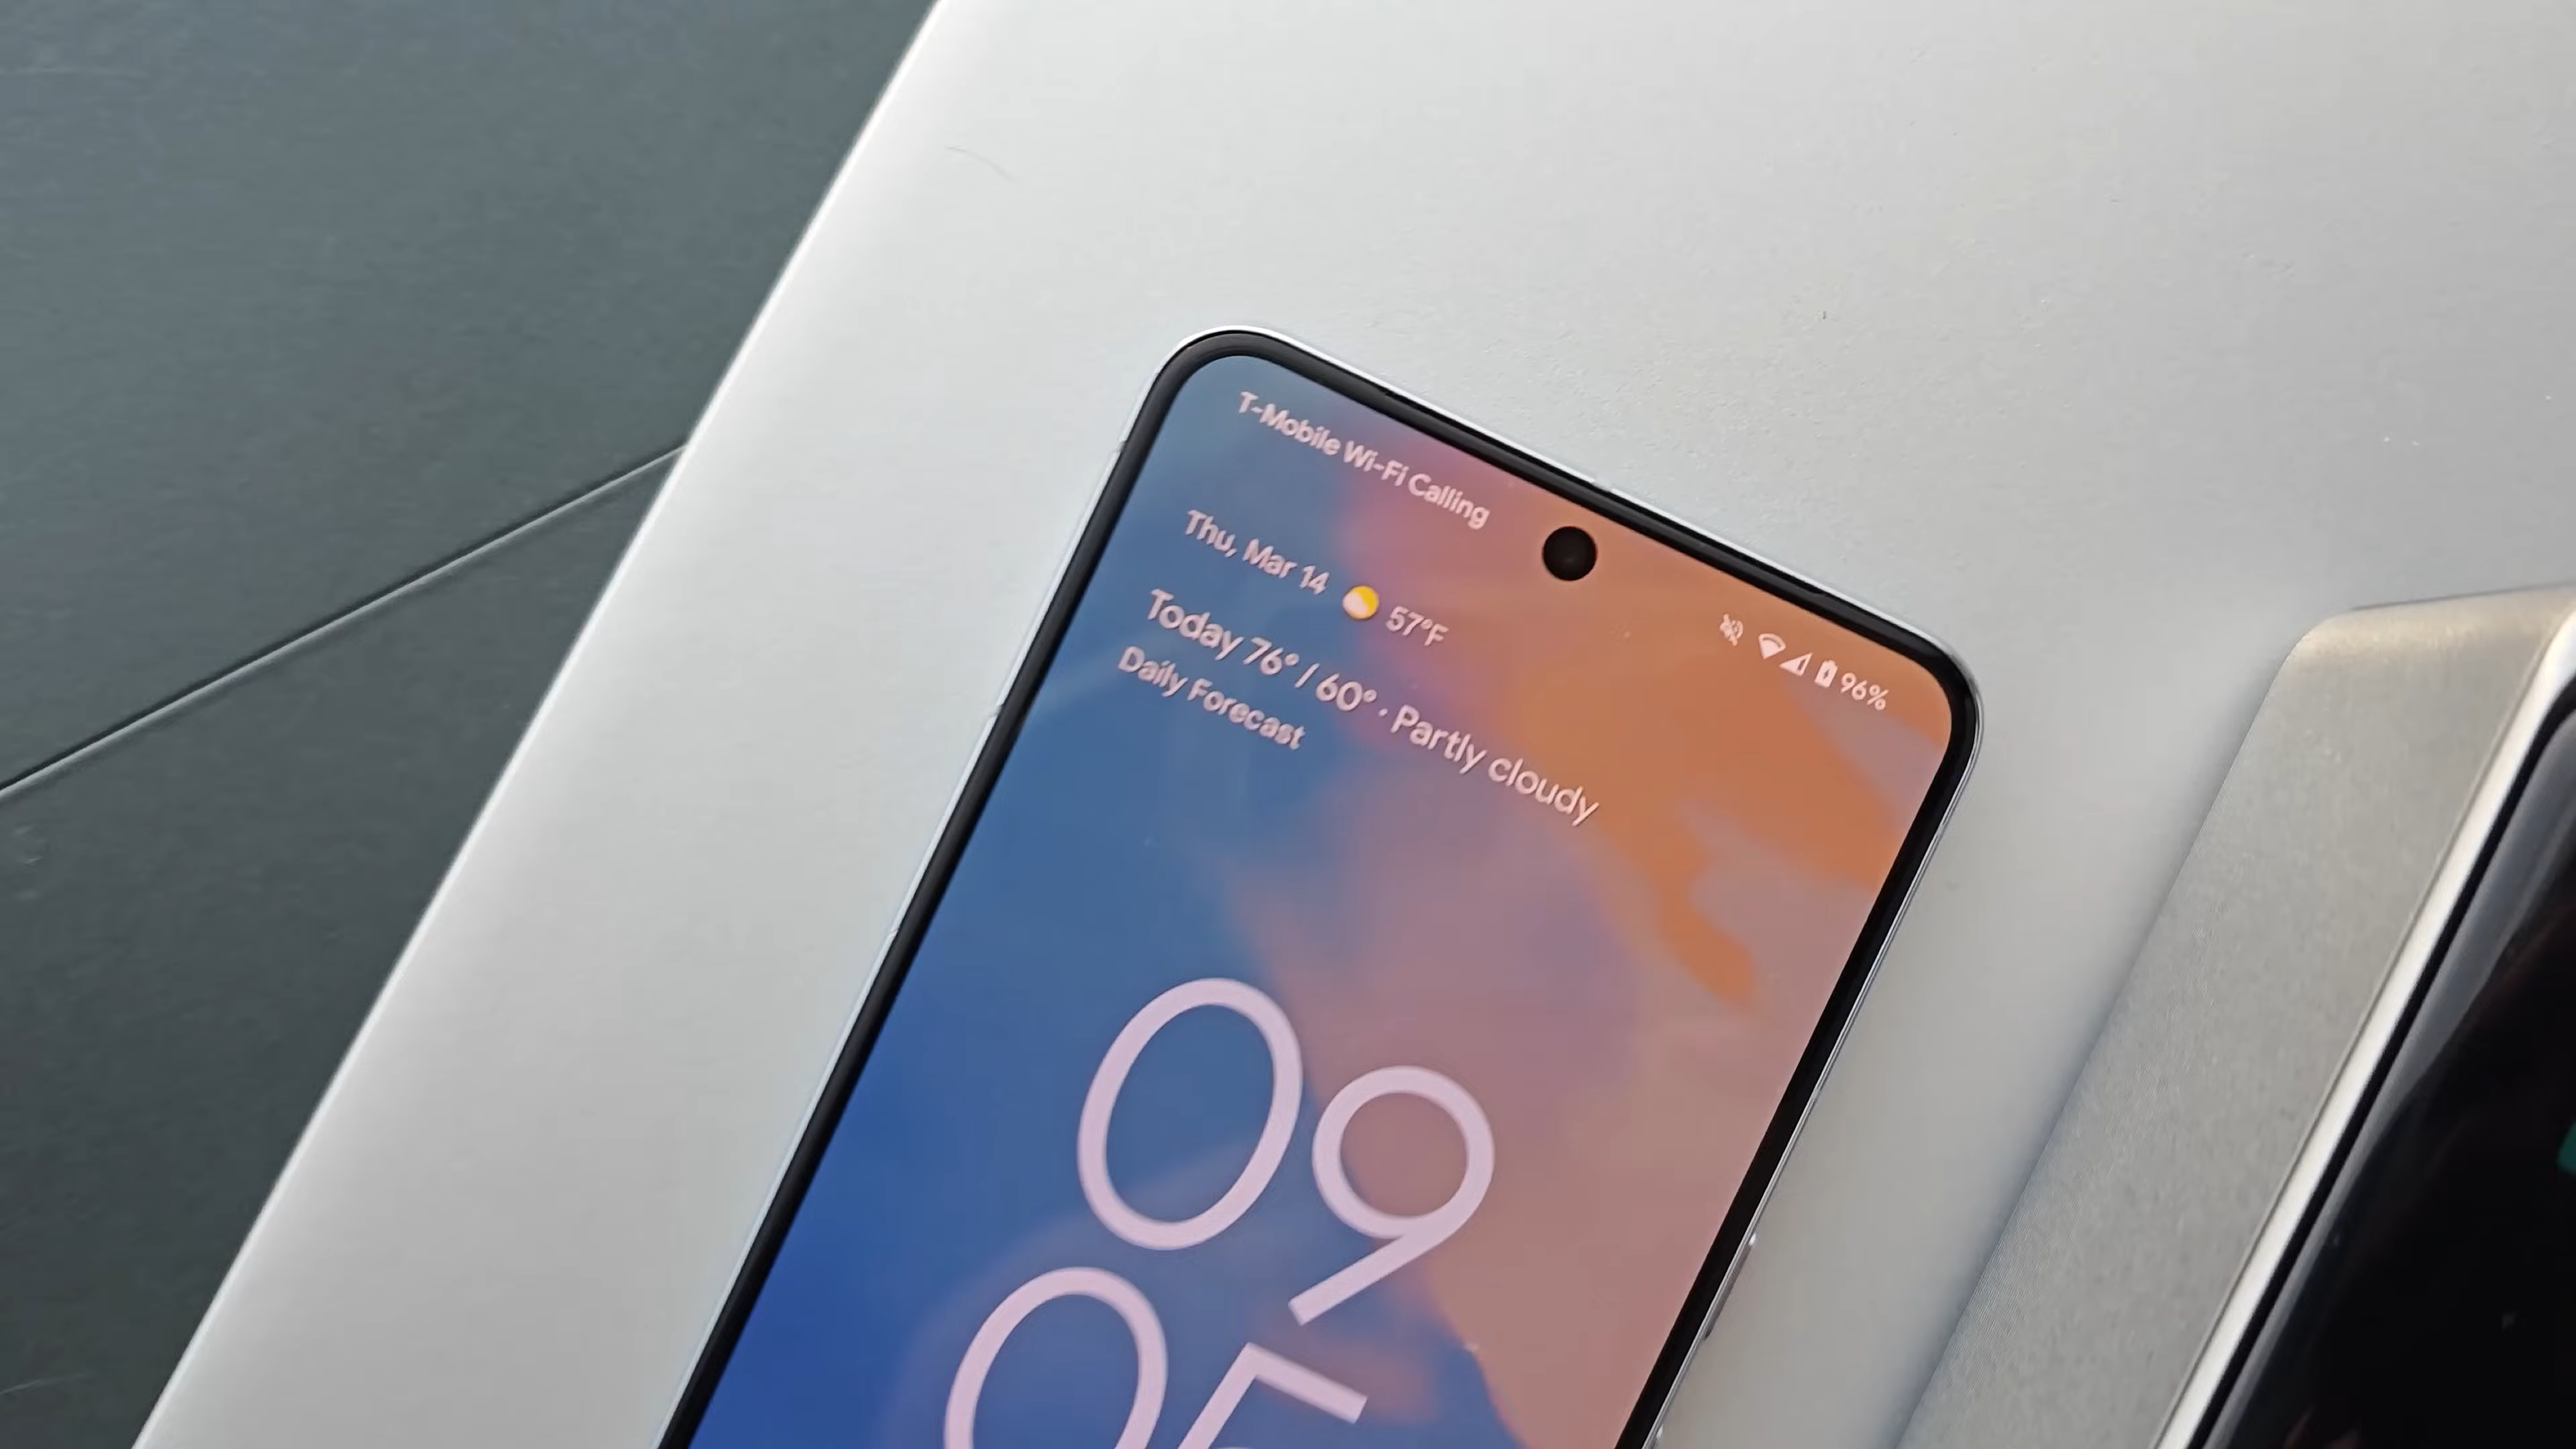 T-Mobile Wi-Fi Calling
96%
Thu, Mar 14 57°F
Today 76° / 60° · Partly cloudy
Daily Forecast
09
05